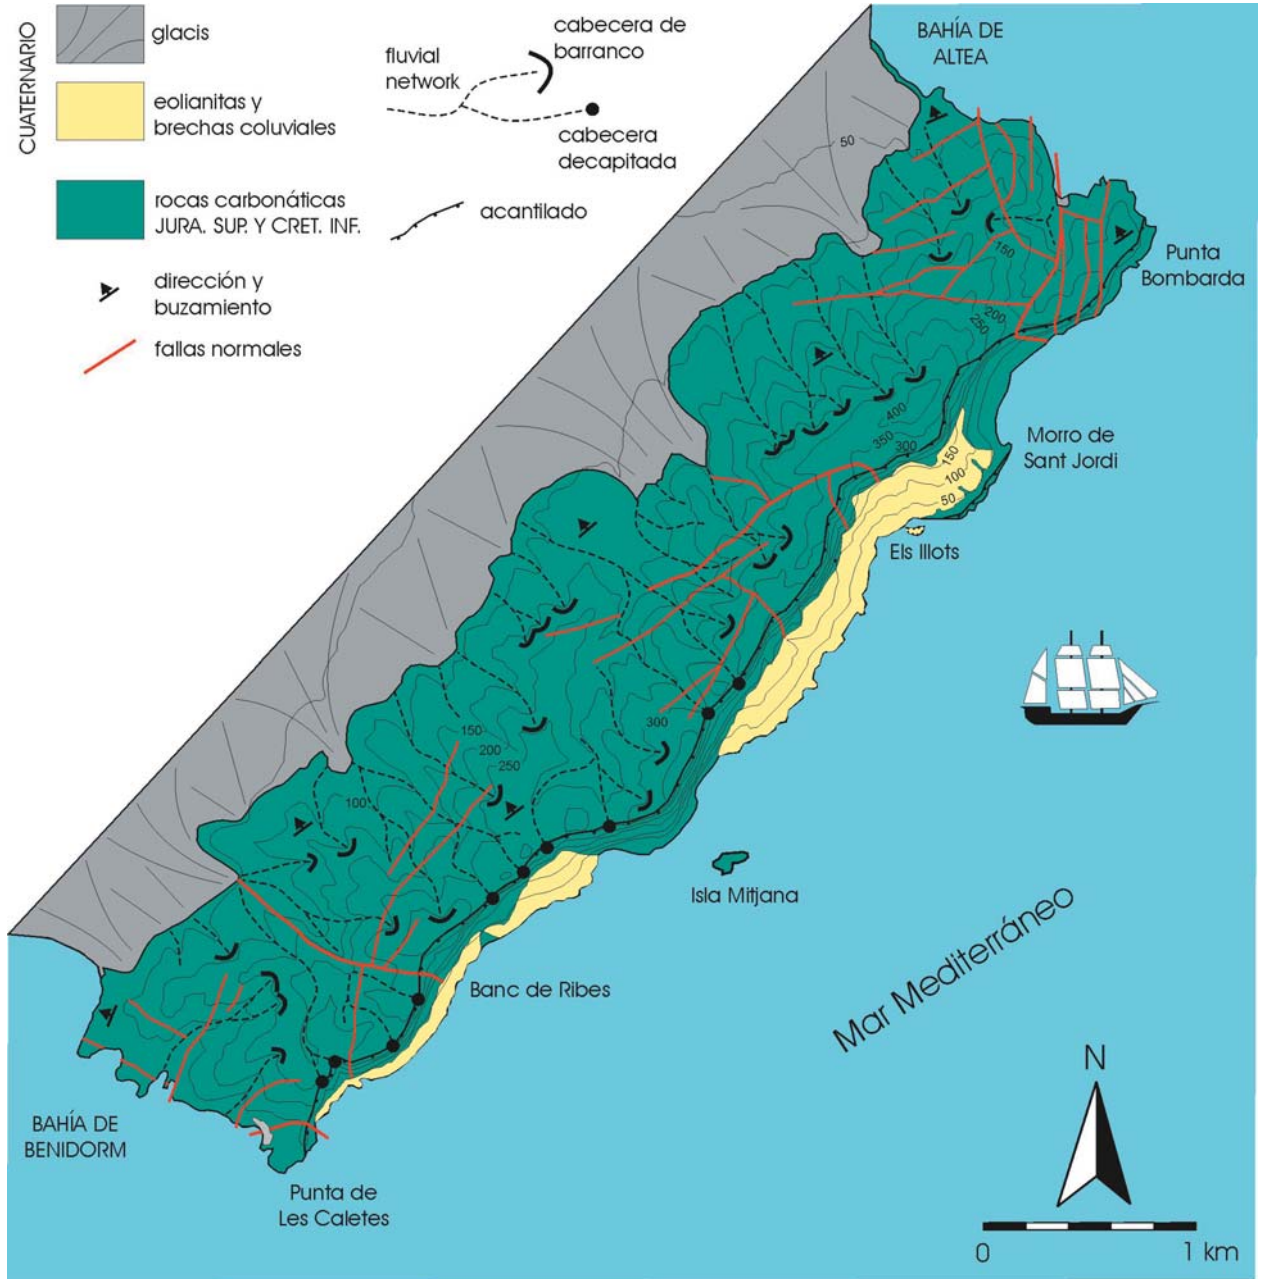 CUATERNARIO
glacis
eolianitas y
brechas coluviales
rocas carbonáticas
JURA. SUP. Y CRET. INF.
dirección y
buzamiento
fallas normales
fluvial
network
cabecera de
barranco
cabecera
decapitada
acantilado
BAHÍA DE
ALTEA
50
150
200
250
Punta
Bombarda
400
350
300
Morro de
Sant Jordi
150
100
50
Els Illots
300
150
200
250
100
Isla Mitjana
Banc de Ribes
Mar Mediterráneo
BAHÍA DE
BENIDORM
Punta de
Les Caletes
N
0 1 km